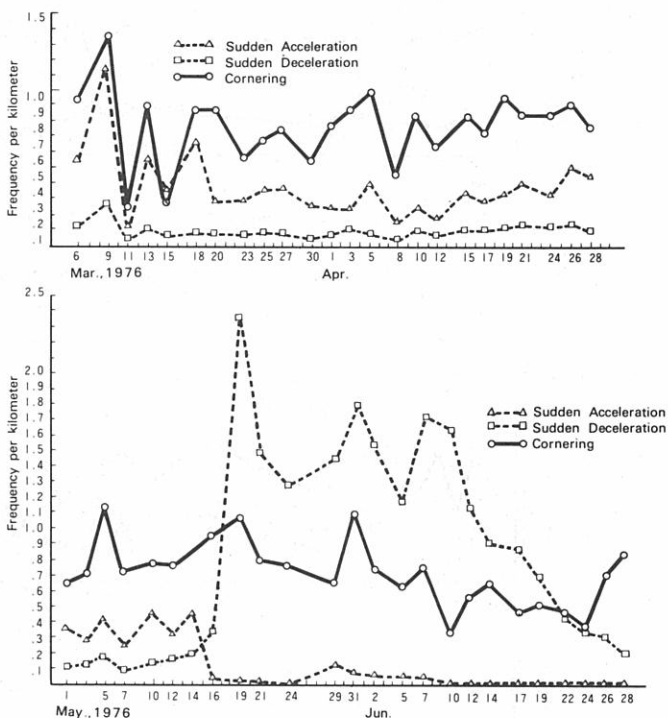 1.5
Frequency per kilometer
Sudden Acceleration
Sudden Deceleration
Cornering
1.0
.9
.8
.7
.6
.5
.4
.3
.2
.1
6 9 11 13 15 18 20 23 25 27 30 1 3 5 8 10 12 15 17 19 21 24 26 28
Mar., 1976 Apr.
2.5
Frequency per kilometer
2.0
1.9
1.8
1.7
1.6
1.5
1.4
1.3
1.2
1.1
1.0
.9
.8
.7
.6
.5
.4
.3
.2
.1
Sudden Acceleration
Sudden Deceleration
Cornering
1 5 7 10 12 14 16 19 21 24 29 31 2 5 7 10 12 14 17 19 22 24 26 28
May., 1976 Jun.